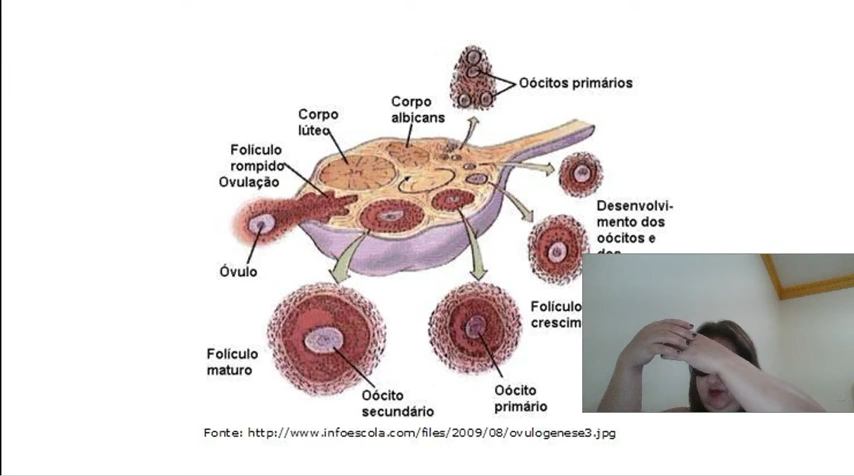 Oócitos primários
Corpo
albicans
Corpo
lúteo
Folículo
rompido
Ovulação
Óvulo
Desenvolvi-
mento dos
oócitos e
Folículo
Folículo
maturo
Oócito
secundário
Oócito
primário
Fonte: http://www.infoescola.com/files/2009/08/ovulogenese3.jpg